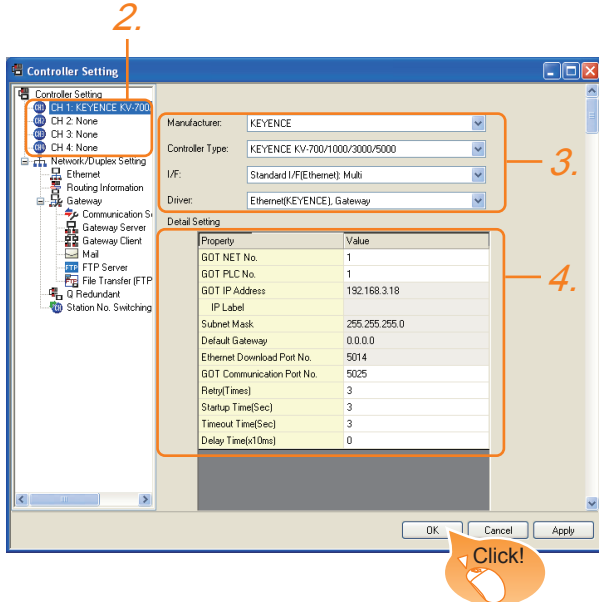 2.
Controller Setting
Controller Setting
CH 1: KEYENCE KV-700
CH 2: None
CH 3: None
CH 4: None
Network/Duplex Setting
Ethernet
Routing Information
Gateway
Communication S
Gateway Server
Gateway Client
Mail
FTP Server
File Transfer (FTP
Q Redundant
Station No. Switching
Manufacturer: KEYENCE
Controller Type: KEYENCE KV-700/1000/3000/5000
I/F: Standard I/F(Ethernet): Multi
Driver: Ethernet(KEYENCE), Gateway
3.
Detail Setting
Property Value
GOT NET No. 1
GOT PLC No. 1
GOT IP Address 192.168.3.18
IP Label
Subnet Mask 255.255.255.0
Default Gateway 0.0.0.0
Ethernet Download Port No. 5014
GOT Communication Port No. 5025
Retry(Times) 3
Startup Time(Sec) 3
Timeout Time(Sec) 3
Delay Time(x10ms) 0
4.
OK Cancel Apply
Click!